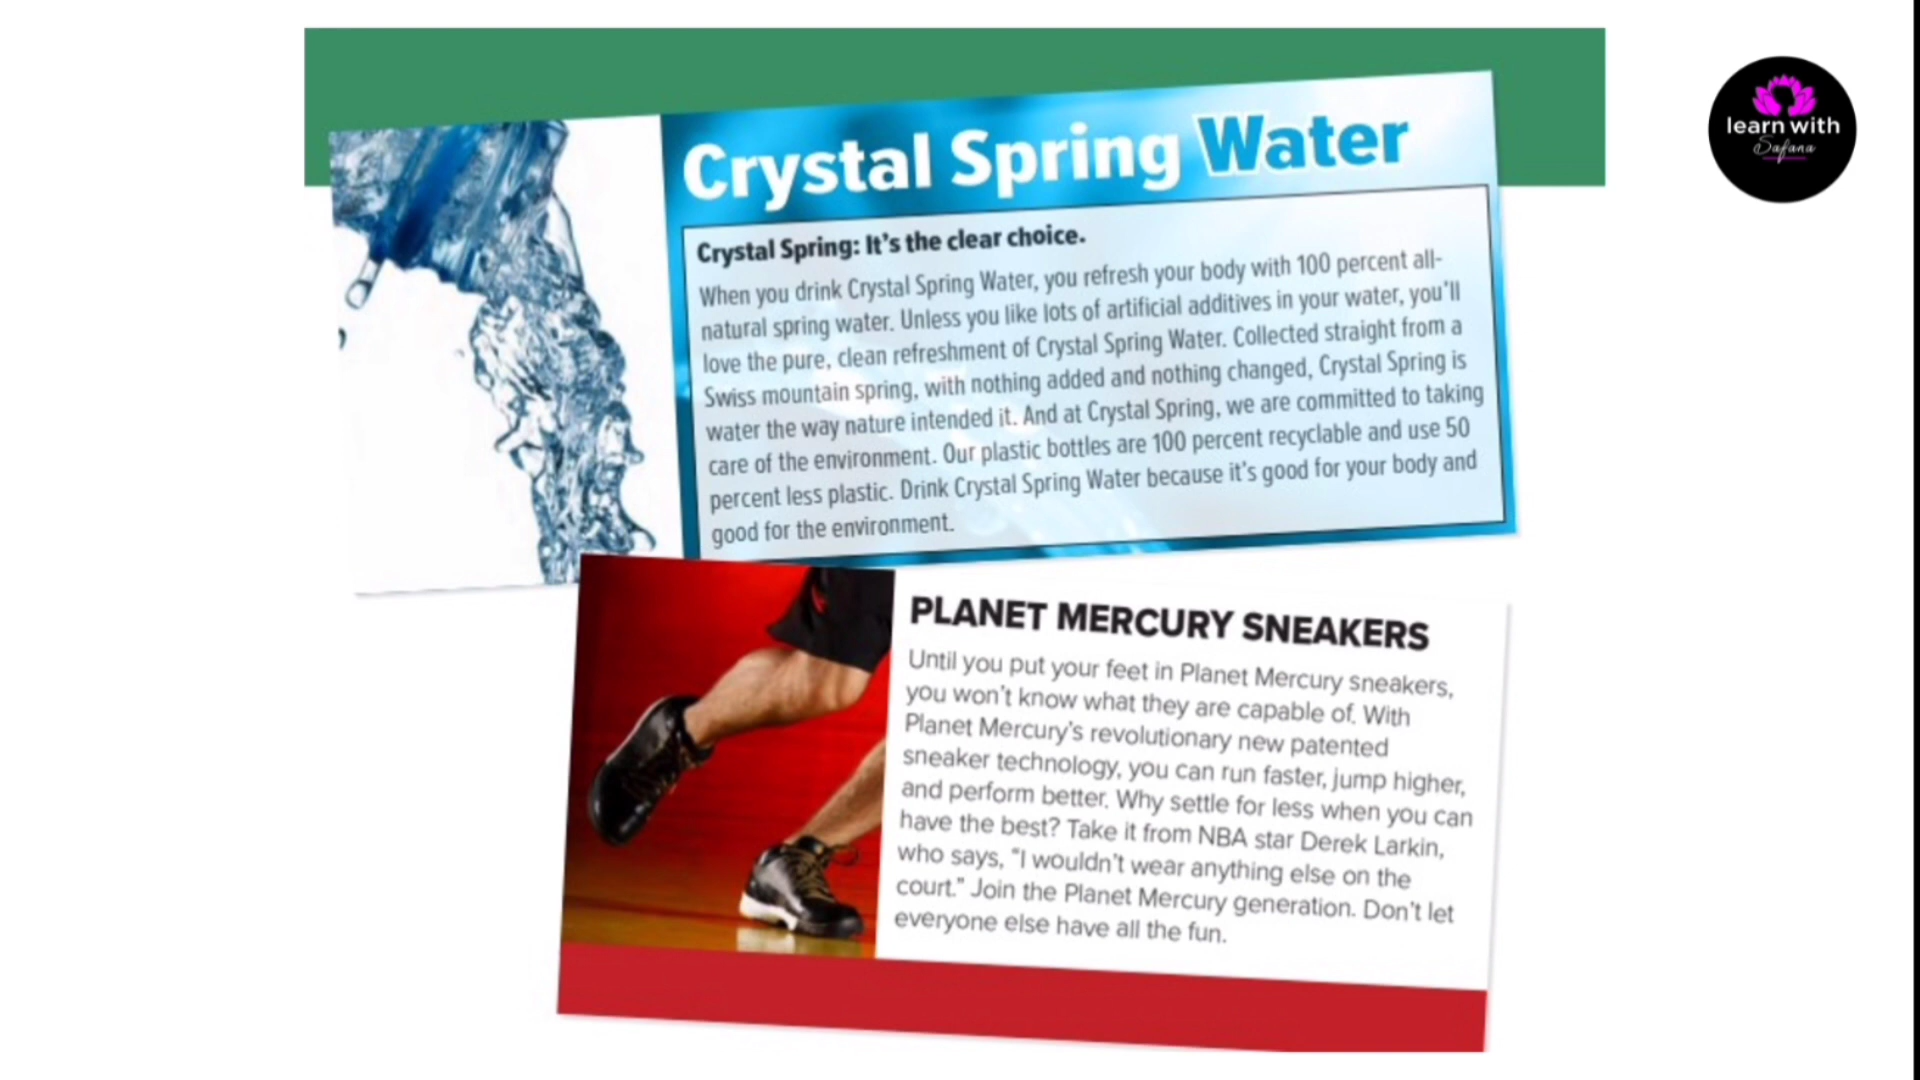 Crystal Spring Water
Crystal Spring: It's the clear choice.
When you drink Crystal Spring Water, you refresh your body with 100 percent all-
natural spring water. Unless you like lots of artificial additives in your water, you'll
love the pure, clean refreshment of Crystal Spring Water. Collected straight from a
Swiss mountain spring, with nothing added and nothing changed, Crystal Spring is
water the way nature intended it. And at Crystal Spring, we are committed to taking
care of the environment. Our plastic bottles are 100 percent recyclable and use 50
percent less plastic. Drink Crystal Spring Water because it's good for your body and
good for the environment.
PLANET MERCURY SNEAKERS
Until you put your feet in Planet Mercury sneakers,
you won't know what they are capable of. With
Planet Mercury's revolutionary new patented
sneaker technology, you can run faster, jump higher,
and perform better. Why settle for less when you can
have the best? Take it from NBA star Derek Larkin,
who says, "I wouldn't wear anything else on the
court." Join the Planet Mercury generation. Don't let
everyone else have all the fun.
learn with
Safana